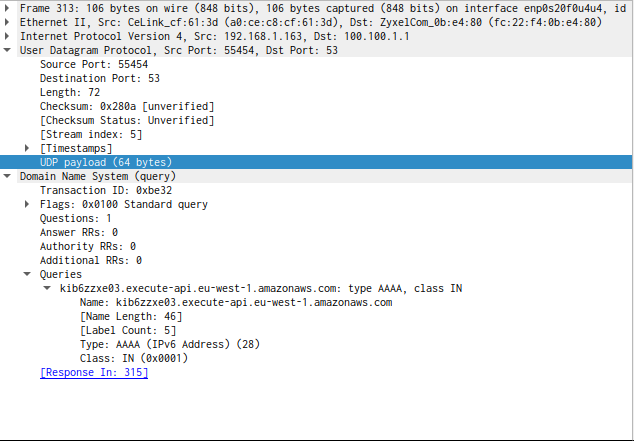 Frame 313: 106 bytes on wire (848 bits), 106 bytes captured (848 bits) on interface enp0s20f0u4u4, id
Ethernet II, Src: CeLink_cf:61:3d (a0:ce:c8:cf:61:3d), Dst: ZyxelCom_0b:e4:80 (fc:22:f4:0b:e4:80)
Internet Protocol Version 4, Src: 192.168.1.163, Dst: 100.100.1.1
User Datagram Protocol, Src Port: 55454, Dst Port: 53
Source Port: 55454
Destination Port: 53
Length: 72
Checksum: 0x280a [unverified]
[Checksum Status: Unverified]
[Stream index: 5]
[Timestamps]
UDP payload (64 bytes)
Domain Name System (query)
Transaction ID: 0xbe32
Flags: 0x0100 Standard query
Questions: 1
Answer RRs: 0
Authority RRs: 0
Additional RRs: 0
Queries
kib6zzxe03.execute-api.eu-west-1.amazonaws.com: type AAAA, class IN
Name: kib6zzxe03.execute-api.eu-west-1.amazonaws.com
[Name Length: 46]
[Label Count: 5]
Type: AAAA (IPv6 Address) (28)
Class: IN (0x0001)
[Response In: 315]